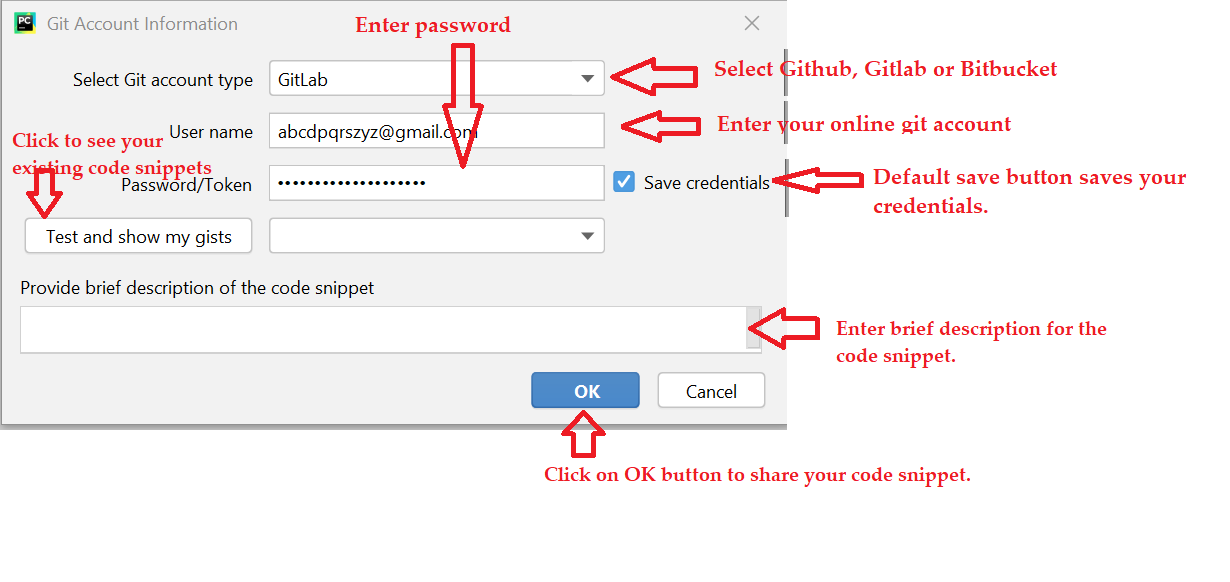 PC
Git Account Information
Enter password
Select Git account type
GitLab
Select Github, Gitlab or Bitbucket
User name
abcdpqrszyz@gmail.com
Enter your online git account
Click to see your
existing code snippets
Password/Token
••••••••••••••••••••
Save credentials
Default save button saves your
credentials.
Test and show my gists
Provide brief description of the code snippet
Enter brief description for the
code snippet.
OK
Cancel
Click on OK button to share your code snippet.